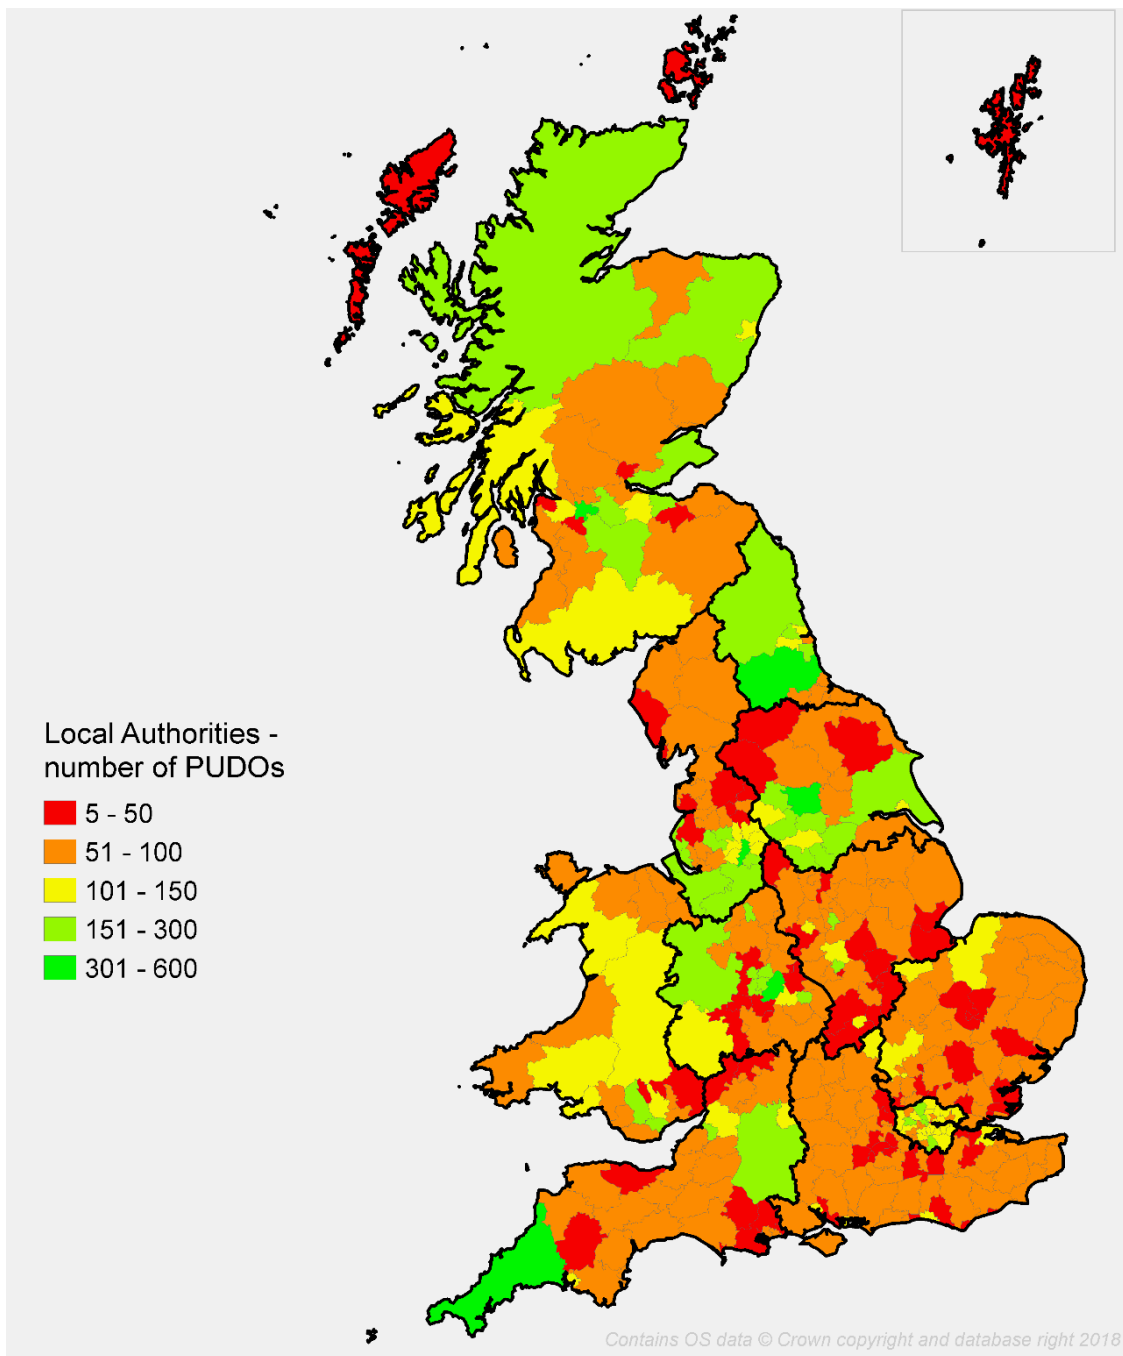 Local Authorities -
number of PUDOs
5 - 50
51 - 100
101 - 150
151 - 300
301 - 600
Contains OS data © Crown copyright and database right 2018